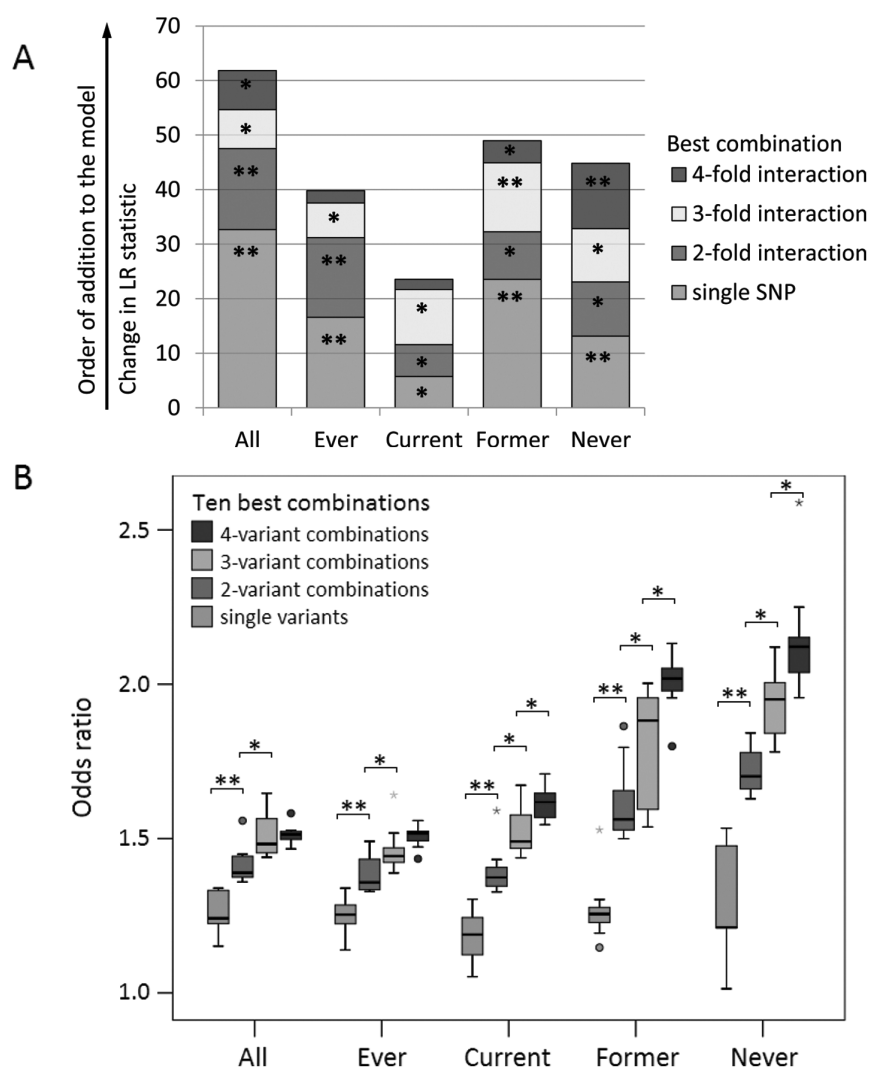 A
Order of addition to the model
Change in LR statistic
70
60
50
40
30
20
10
0
*
*
**
**
*
**
**
*
*
*
*
**
*
**
**
*
*
**
All
Ever
Current
Former
Never
Best combination
4-fold interaction
3-fold interaction
2-fold interaction
single SNP
B
Ten best combinations
4-variant combinations
3-variant combinations
2-variant combinations
single variants
Odds ratio
2.5
2.0
1.5
1.0
**
*
**
*
**
*
*
**
*
*
**
*
*
All
Ever
Current
Former
Never